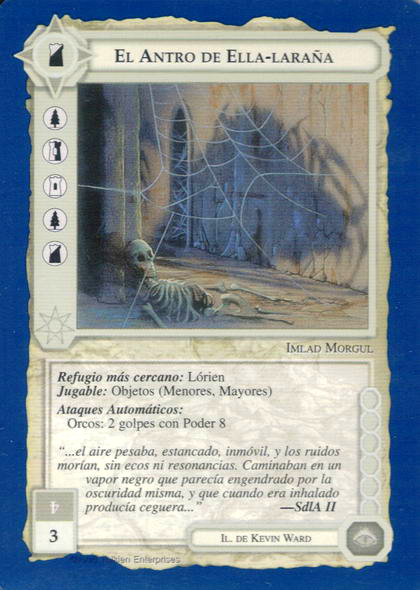 El Antro de Ella-laraña
Imlad Morgul
Refugio más cercano: Lórien
Jugable: Objetos (Menores, Mayores)
Ataques Automáticos:
Orcos: 2 golpes con Poder 8
“...el aire pesaba, estancado, inmóvil, y los ruidos
morían, sin ecos ni resonancias. Caminaban en un
vapor negro que parecía engendrado por la
oscuridad misma, y que cuando era inhalado
producía ceguera...” —SdlA II
4
3
Il. de Kevin Ward
Enterprises